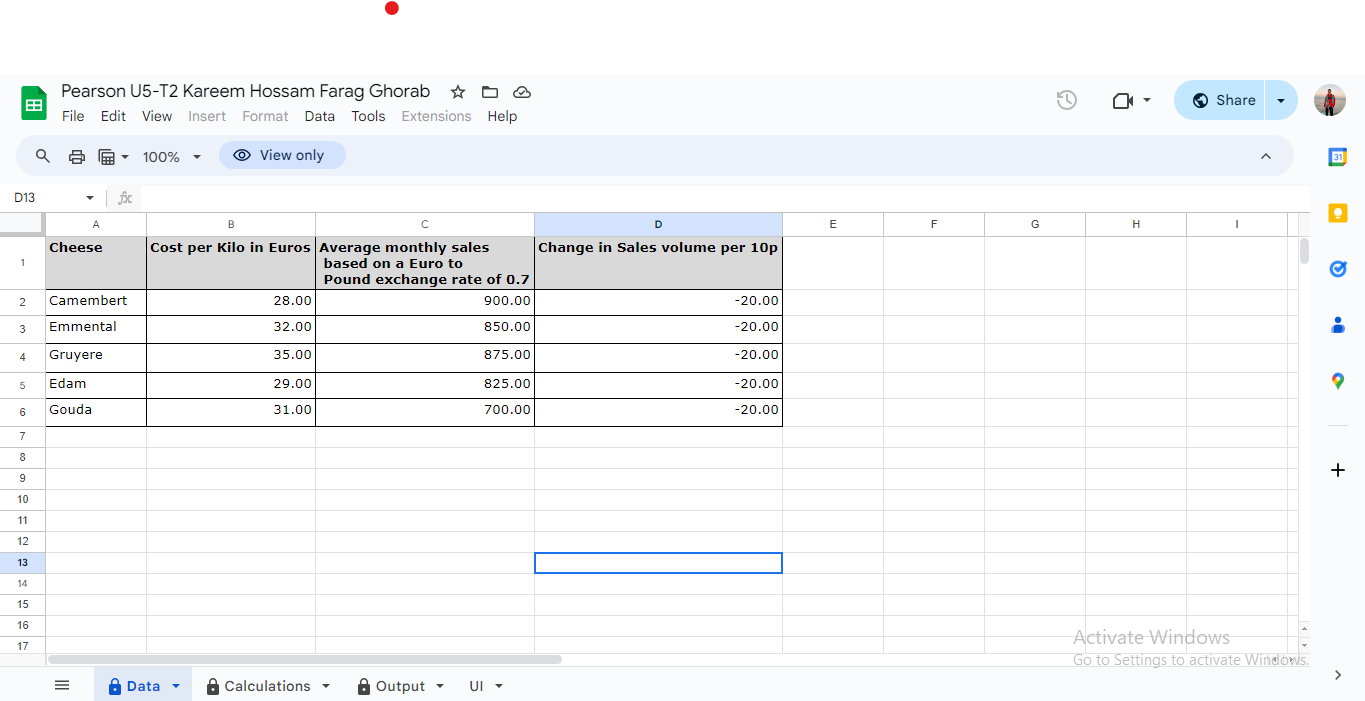 Pearson U5-T2 Kareem Hossam Farag Ghorab
File Edit View Insert Format Data Tools Extensions Help
Share
100% View only
31
D13 fx
A B C D E F G H I
1 Cheese Cost per Kilo in Euros Average monthly sales
based on a Euro to
Pound exchange rate of 0.7 Change in Sales volume per 10p
2 Camembert 28.00 900.00 -20.00
3 Emmental 32.00 850.00 -20.00
4 Gruyere 35.00 875.00 -20.00
5 Edam 29.00 825.00 -20.00
6 Gouda 31.00 700.00 -20.00
7
8
9
10
11
12
13
14
15
16
17
Activate Windows
Go to Settings to activate Windows.
Data Calculations Output UI